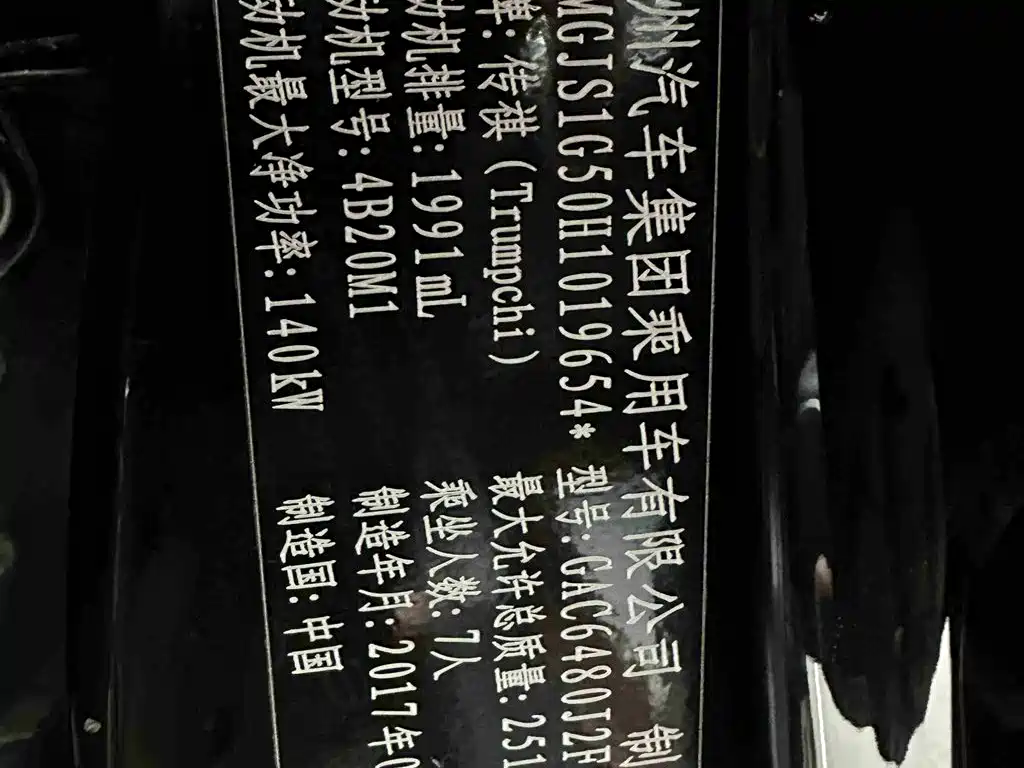 州汽车集团乘用车有限公司 制
MGJS1G50H1019654* 型号:GAC6480J2F
牌:传祺(Trumpchi) 最大允许总质量:251
动机排量:1991mL 乘坐人数:7人
动机型号:4B20M1 制造年月:2017年0
动机最大净功率:140kW 制造国:中国